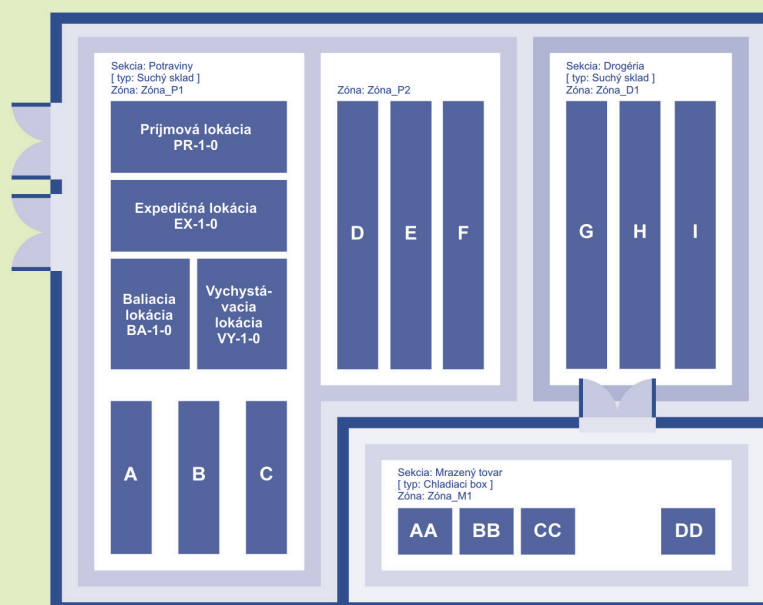 Sekcia: Potraviny
[ typ: Suchý sklad ]
Zóna: Zóna_P1
Príjmová lokácia
PR-1-0
Expedičná lokácia
EX-1-0
Baliacia
lokácia
BA-1-0
Vychystá-
vacia
lokácia
VY-1-0
A
B
C
Zóna: Zóna_P2
D
E
F
Sekcia: Drogéria
[ typ: Suchý sklad ]
Zóna: Zóna_D1
G
H
I
Sekcia: Mrazený tovar
[ typ: Chladiaci box ]
Zóna: Zóna_M1
AA
BB
CC
DD